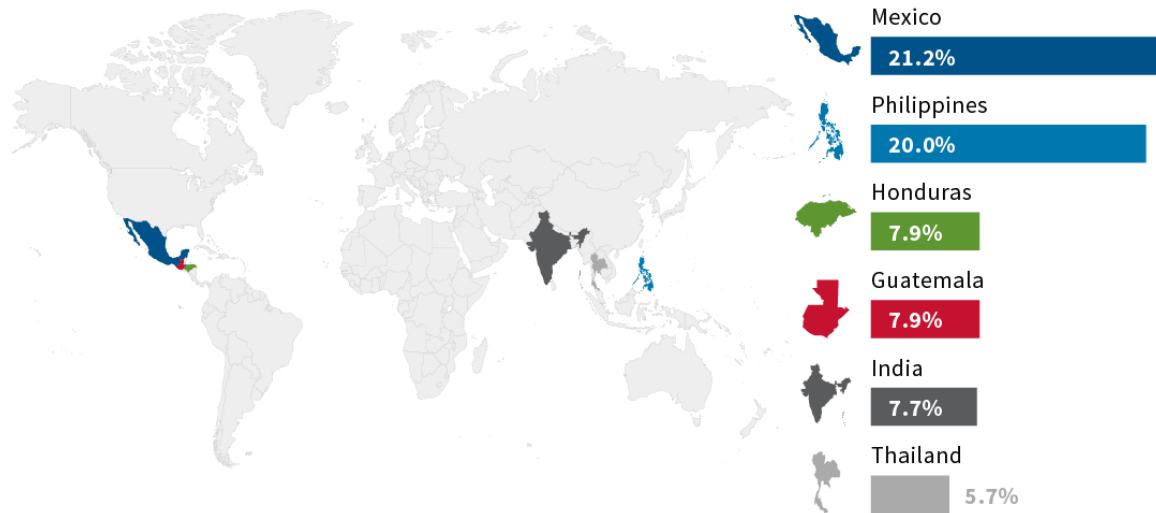 Mexico
21.2%
Philippines
20.0%
Honduras
7.9%
Guatemala
7.9%
India
7.7%
Thailand
5.7%